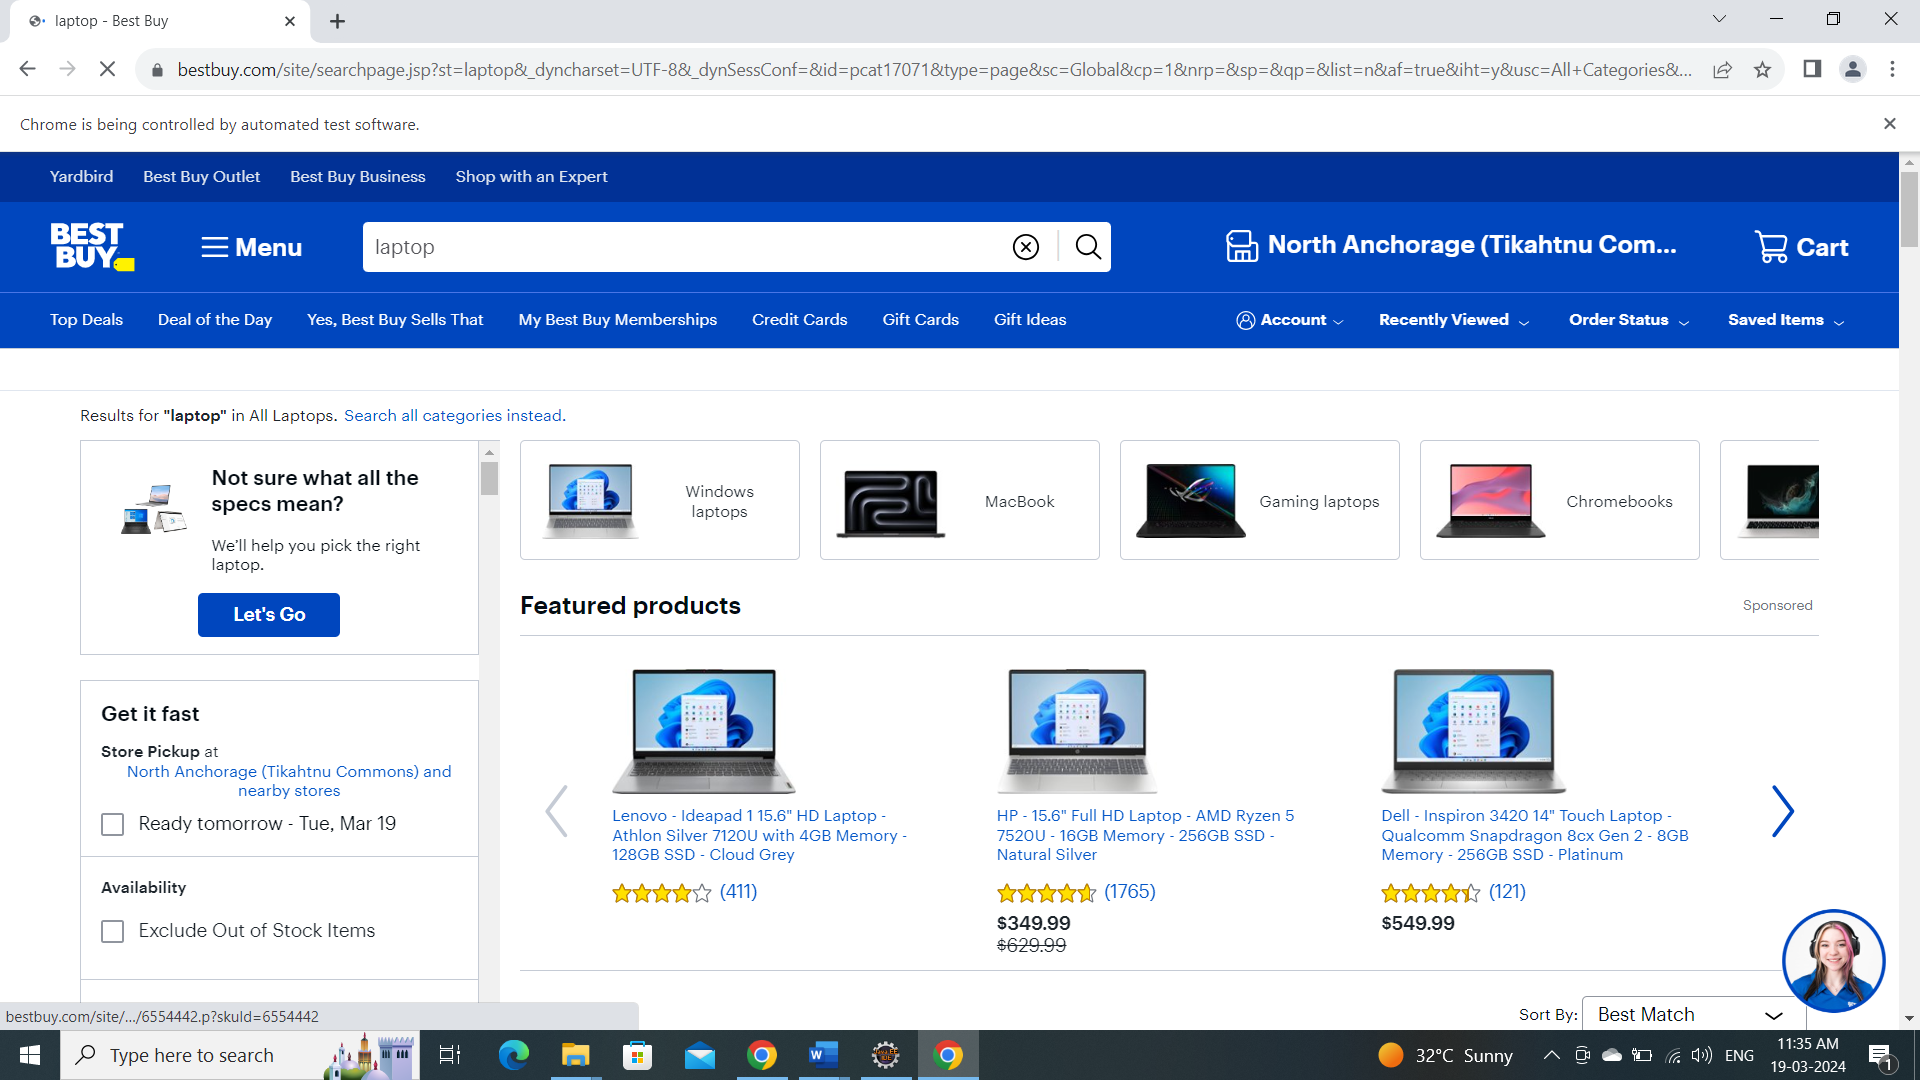 laptop - Best Buy
bestbuy.com/site/searchpage.jsp?st=laptop&_dyncharset=UTF-8&_dynSessConf=&id=pcat17071&type=page&sc=Global&cp=1&nrp=&sp=&qp=&list=n&af=true&iht=y&usc=All+Categories&...
Chrome is being controlled by automated test software.
Yardbird Best Buy Outlet Best Buy Business Shop with an Expert
BEST BUY
Menu
laptop
North Anchorage (Tikahtnu Com...
Cart
Top Deals Deal of the Day Yes, Best Buy Sells That My Best Buy Memberships Credit Cards Gift Cards Gift Ideas Account Recently Viewed Order Status Saved Items
Results for "laptop" in All Laptops. Search all categories instead.
Not sure what all the
specs mean?
We'll help you pick the right
laptop.
Let's Go
Windows
laptops
MacBook
Gaming laptops
Chromebooks
Featured products
Sponsored
Get it fast
Store Pickup at
North Anchorage (Tikahtnu Commons) and
nearby stores
Ready tomorrow - Tue, Mar 19
Availability
Exclude Out of Stock Items
Lenovo - Ideapad 1 15.6" HD Laptop -
Athlon Silver 7120U with 4GB Memory -
128GB SSD - Cloud Grey
(411)
HP - 15.6" Full HD Laptop - AMD Ryzen 5
7520U - 16GB Memory - 256GB SSD -
Natural Silver
(1765)
$349.99
$629.99
Dell - Inspiron 3420 14" Touch Laptop -
Qualcomm Snapdragon 8cx Gen 2 - 8GB
Memory - 256GB SSD - Platinum
(121)
$549.99
Sort By: Best Match
bestbuy.com/site/.../6554442.p?skuId=6554442
Type here to search
32°C Sunny
ENG
11:35 AM
19-03-2024
1